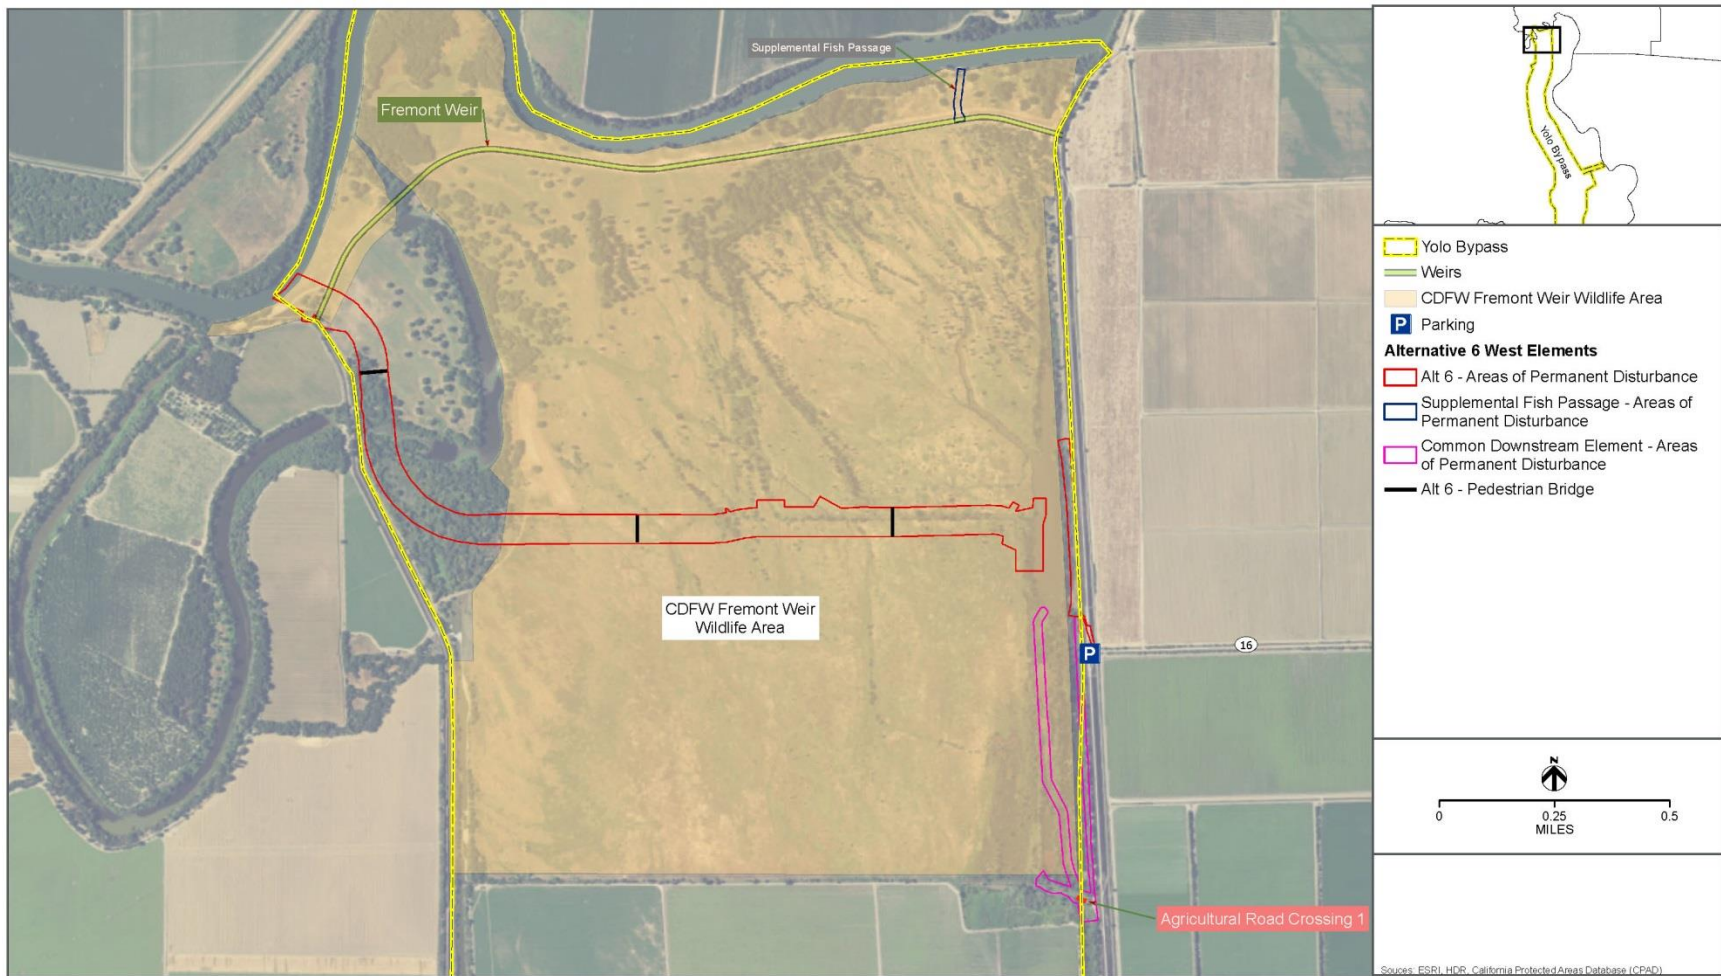 Supplemental Fish Passage
Fremont Weir
CDFW Fremont Weir
Wildlife Area
P
16
Agricultural Road Crossing 1
Yolo Bypass
Yolo Bypass
Weirs
CDFW Fremont Weir Wildlife Area
P Parking
Alternative 6 West Elements
Alt 6 - Areas of Permanent Disturbance
Supplemental Fish Passage - Areas of
Permanent Disturbance
Common Downstream Element - Areas
of Permanent Disturbance
Alt 6 - Pedestrian Bridge
N
0 0.25 0.5
MILES
Souces: ESRI, HDR, California Protected Areas Database (CPAD)